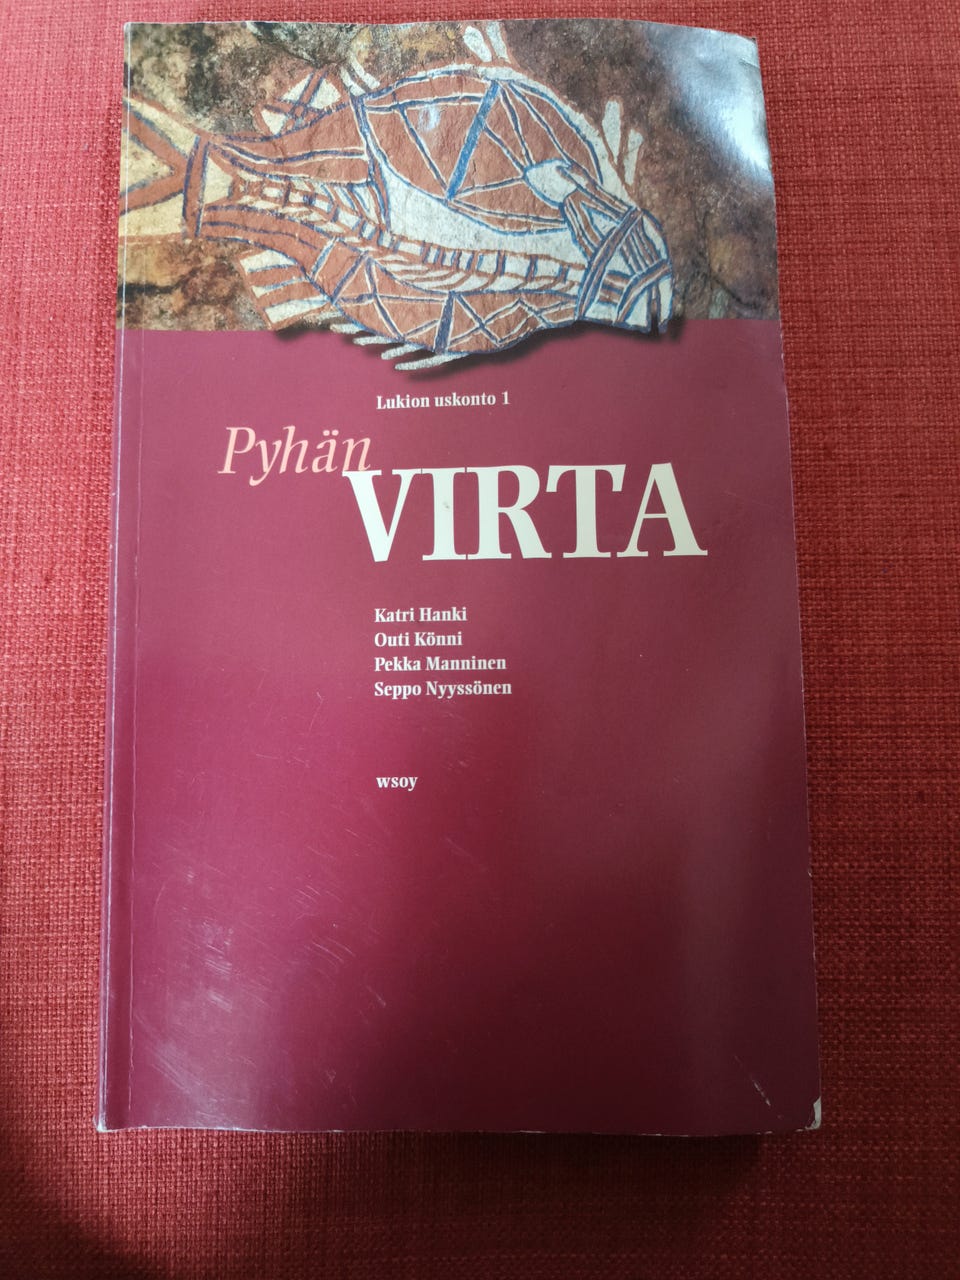 Lukion uskonto 1
Pyhän
VIRTA
Katri Hanki
Outi Könni
Pekka Manninen
Seppo Nyyssönen
wsoy